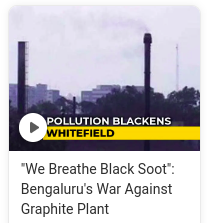 POLLUTION BLACKENS
WHITEFIELD
"We Breathe Black Soot":
Bengaluru's War Against
Graphite Plant